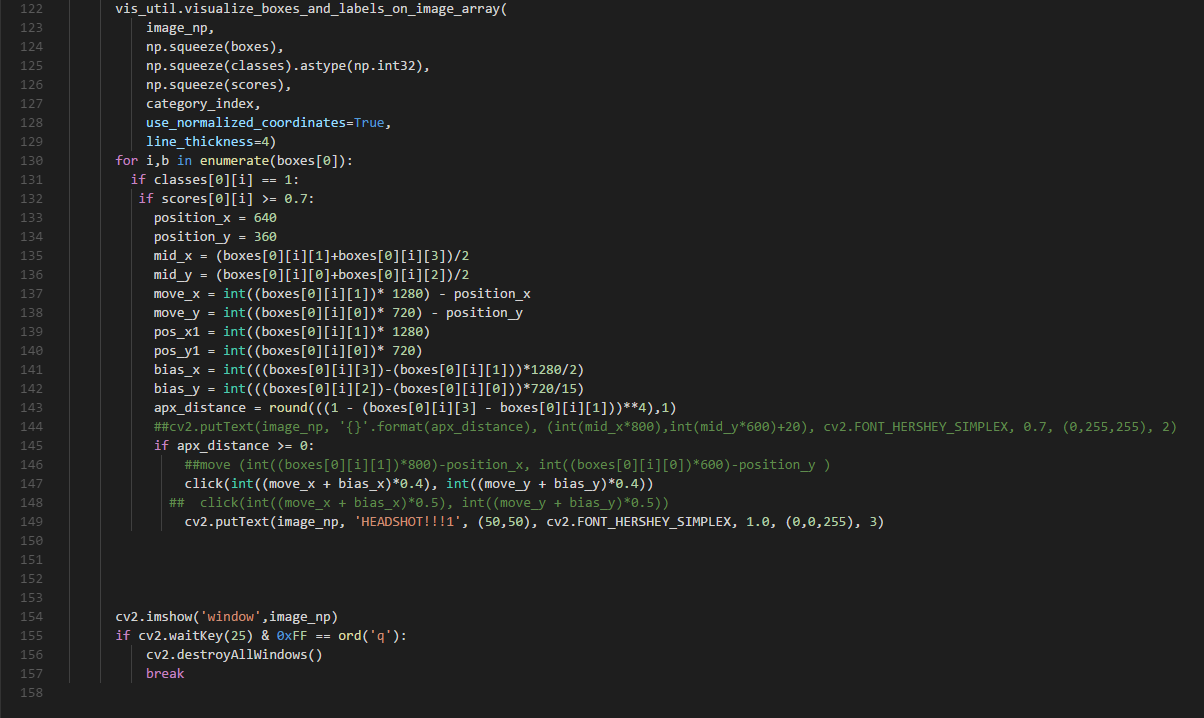 122 vis_util.visualize_boxes_and_labels_on_image_array(
123 image_np,
124 np.squeeze(boxes),
125 np.squeeze(classes).astype(np.int32),
126 np.squeeze(scores),
127 category_index,
128 use_normalized_coordinates=True,
129 line_thickness=4)
130 for i,b in enumerate(boxes[0]):
131 if classes[0][i] == 1:
132 if scores[0][i] >= 0.7:
133 position_x = 640
134 position_y = 360
135 mid_x = (boxes[0][i][1]+boxes[0][i][3])/2
136 mid_y = (boxes[0][i][0]+boxes[0][i][2])/2
137 move_x = int((boxes[0][i][1])* 1280) - position_x
138 move_y = int((boxes[0][i][0])* 720) - position_y
139 pos_x1 = int((boxes[0][i][1])* 1280)
140 pos_y1 = int((boxes[0][i][0])* 720)
141 bias_x = int(((boxes[0][i][3])-(boxes[0][i][1]))*1280/2)
142 bias_y = int(((boxes[0][i][2])-(boxes[0][i][0]))*720/15)
143 apx_distance = round(((1 - (boxes[0][i][3] - boxes[0][i][1]))**4),1)
144 ##cv2.putText(image_np, '{}'.format(apx_distance), (int(mid_x*800),int(mid_y*600)+20), cv2.FONT_HERSHEY_SIMPLEX, 0.7, (0,255,255), 2)
145 if apx_distance >= 0:
146 ##move (int((boxes[0][i][1])*800)-position_x, int((boxes[0][i][0])*600)-position_y )
147 click(int((move_x + bias_x)*0.4), int((move_y + bias_y)*0.4))
148 ##  click(int((move_x + bias_x)*0.5), int((move_y + bias_y)*0.5))
149 cv2.putText(image_np, 'HEADSHOT!!!1', (50,50), cv2.FONT_HERSHEY_SIMPLEX, 1.0, (0,0,255), 3)
150
151
152
153
154 cv2.imshow('window',image_np)
155 if cv2.waitKey(25) & 0xFF == ord('q'):
156 cv2.destroyAllWindows()
157 break
158